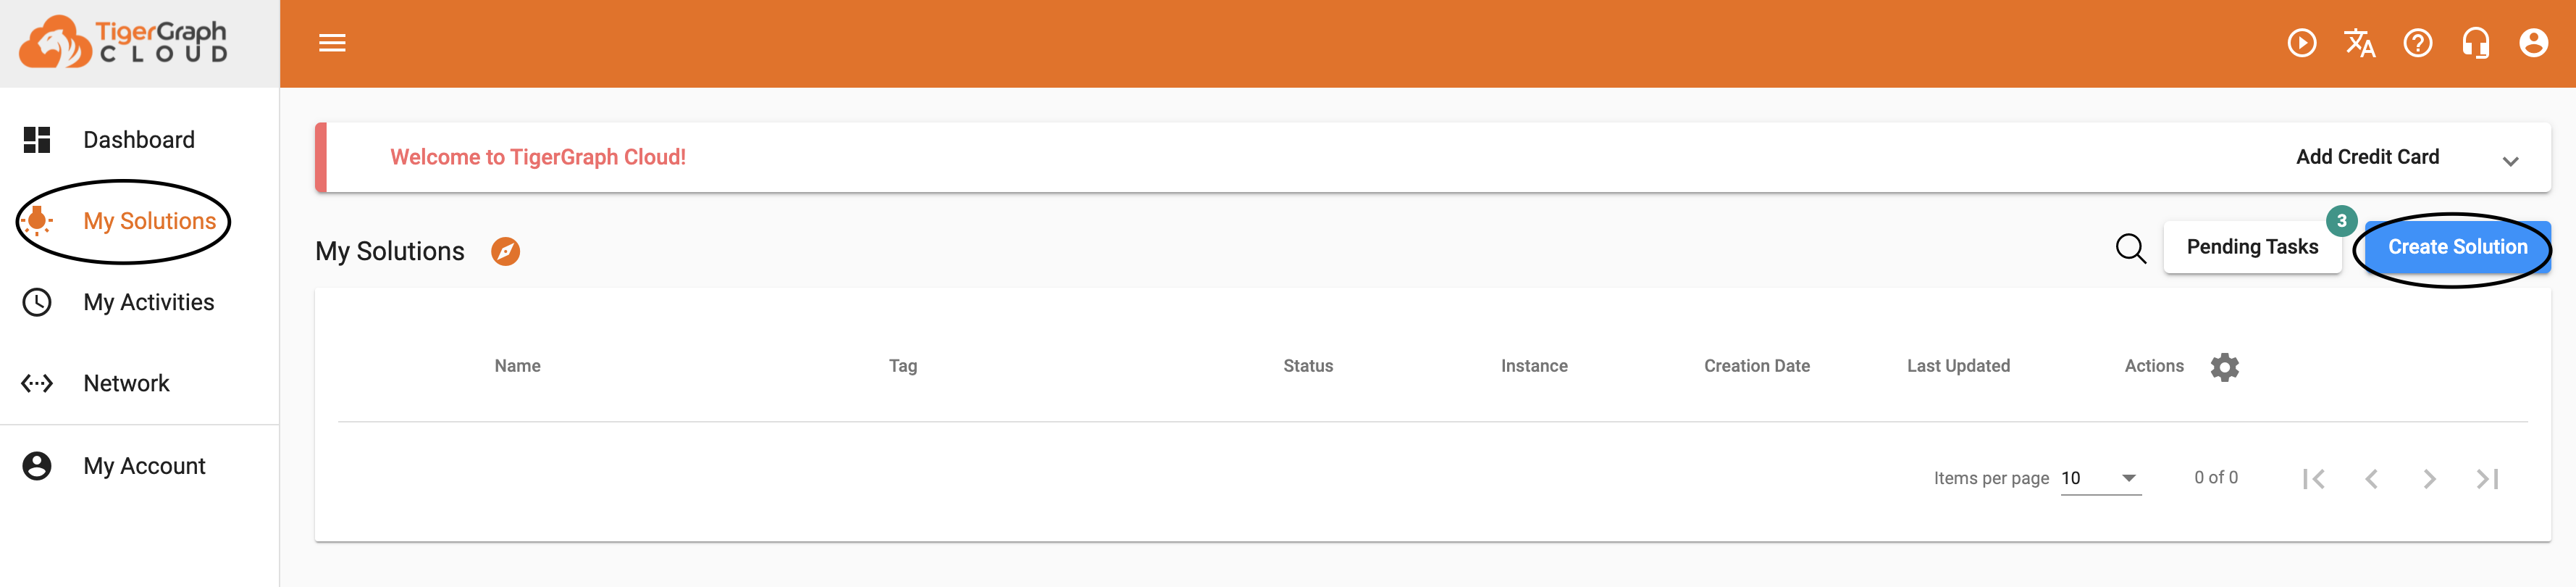 TigerGraph
CLOUD
Dashboard
My Solutions
My Activities
Network
My Account
Welcome to TigerGraph Cloud!
Add Credit Card
My Solutions
Pending Tasks
3
Create Solution
Name Tag Status Instance Creation Date Last Updated Actions
Items per page 10 0 of 0